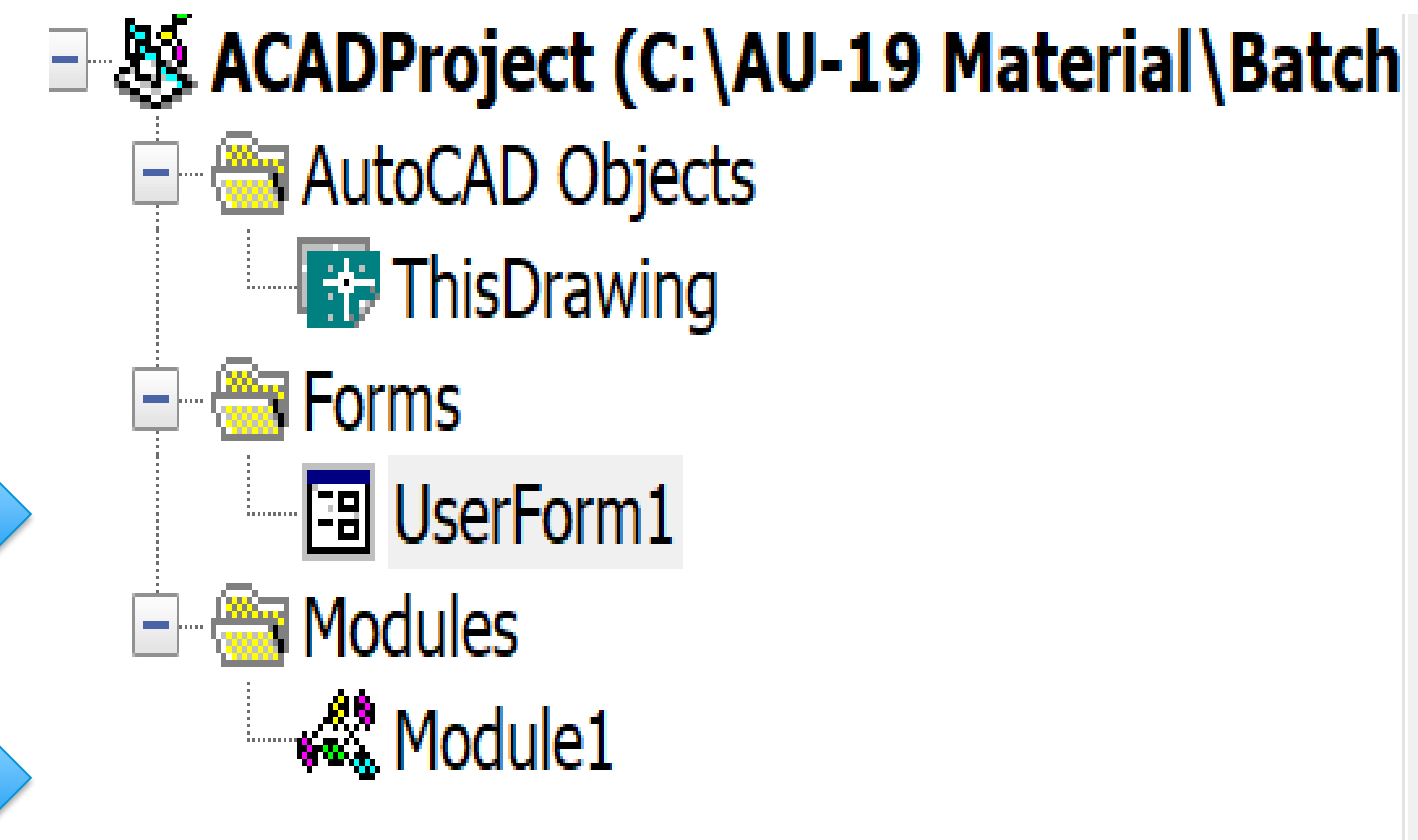 ACADProject (C:\AU-19 Material\Batch
AutoCAD Objects
ThisDrawing
Forms
UserForm1
Modules
Module1